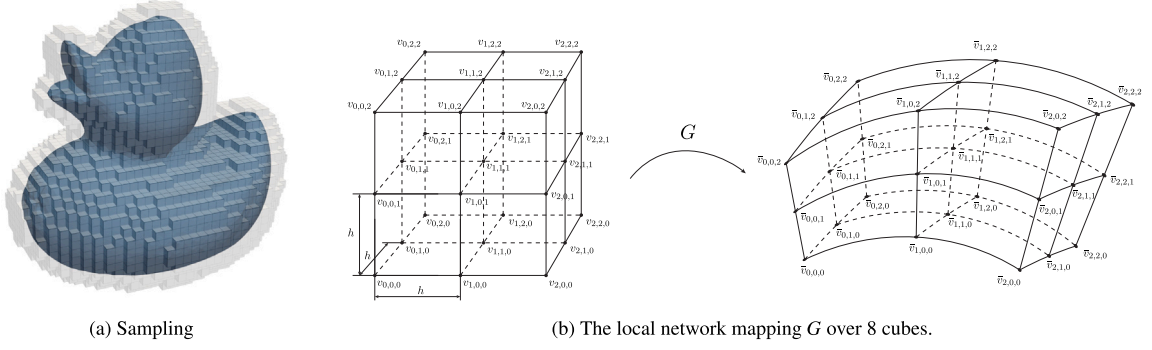 v0,2,2 v1,2,2 v2,2,2
v0,1,2 v1,1,2 v2,1,2
v0,0,2 v1,0,2 v2,0,2
v0,2,1 v1,2,1 v2,2,1
v0,1,1 v1,1,1 v2,1,1
v0,0,1 v1,0,1 v2,0,1
v0,2,0 v1,2,0 v2,2,0
h h v0,1,0 v1,1,0 v2,1,0
v0,0,0 v1,0,0 v2,0,0
h
G
v̅1,2,2
v̅0,2,2 v̅1,1,2 v̅2,2,2
v̅0,1,2 v̅1,0,2 v̅2,1,2
v̅2,0,2
v̅0,0,2 v̅0,2,1 v̅1,2,1
v̅0,1,1 v̅1,1,1 v̅2,2,1
v̅0,0,1 v̅1,0,1 v̅2,1,1
v̅0,2,0 v̅1,2,0 v̅2,0,1
v̅0,1,0 v̅1,1,0
v̅0,0,0 v̅1,0,0 v̅2,2,0
v̅2,1,0
v̅2,0,0
(a) Sampling
(b) The local network mapping G over 8 cubes.